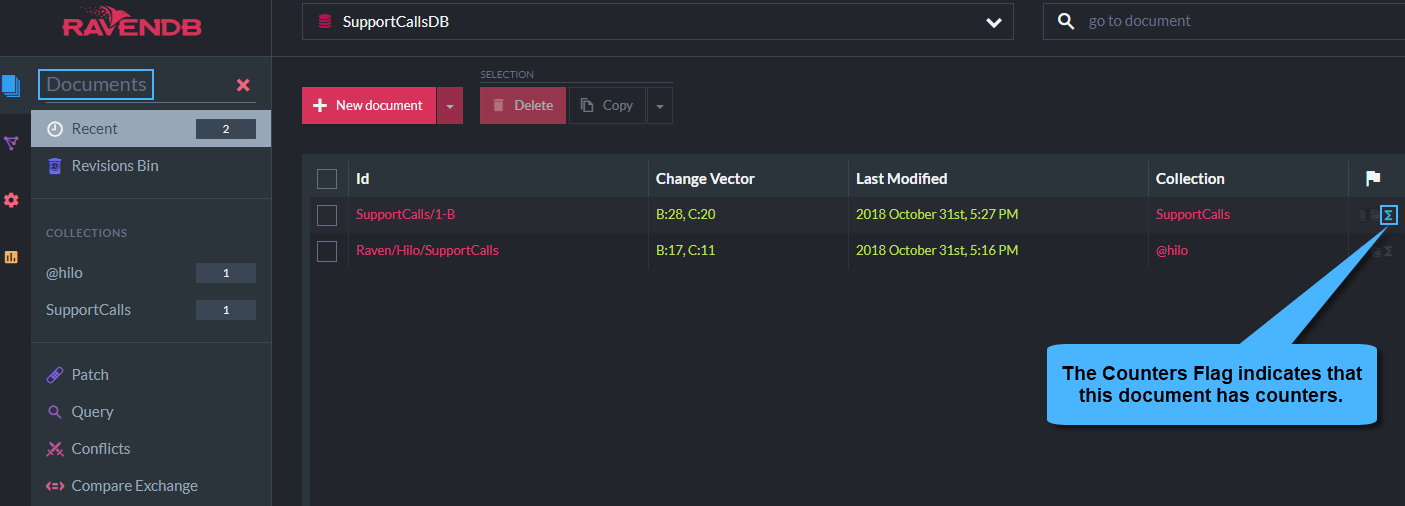 RAVENDB
SupportCallsDB
go to document
Documents
SELECTION
New document
Delete
Copy
Recent 2
Revisions Bin
COLLECTIONS
@hilo 1
SupportCalls 1
Patch
Query
Conflicts
Compare Exchange
Id Change Vector Last Modified Collection
SupportCalls/1-B B:28, C:20 2018 October 31st, 5:27 PM SupportCalls Σ
Raven/Hilo/SupportCalls B:17, C:11 2018 October 31st, 5:16 PM @hilo Σ
The Counters Flag indicates that
this document has counters.